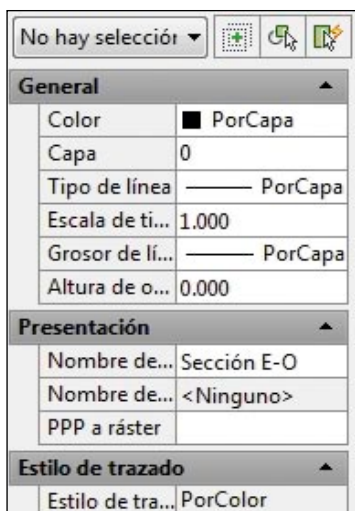 No hay selección
General
Color PorCapa
Capa 0
Tipo de línea PorCapa
Escala de ti... 1.000
Grosor de lí... PorCapa
Altura de o... 0.000
Presentación
Nombre de... Sección E-O
Nombre de... <Ninguno>
PPP a ráster
Estilo de trazado
Estilo de tra... PorColor